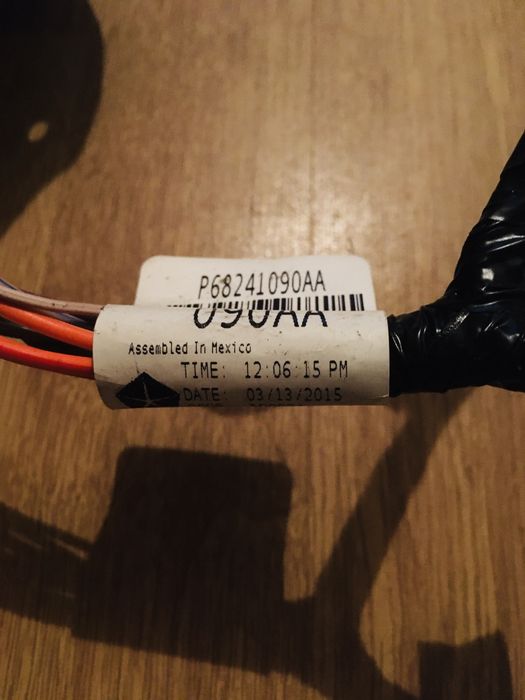 P68241090AA
090AA
Assembled In Mexico
TIME: 12:06:15 PM
DATE: 03/13/2015